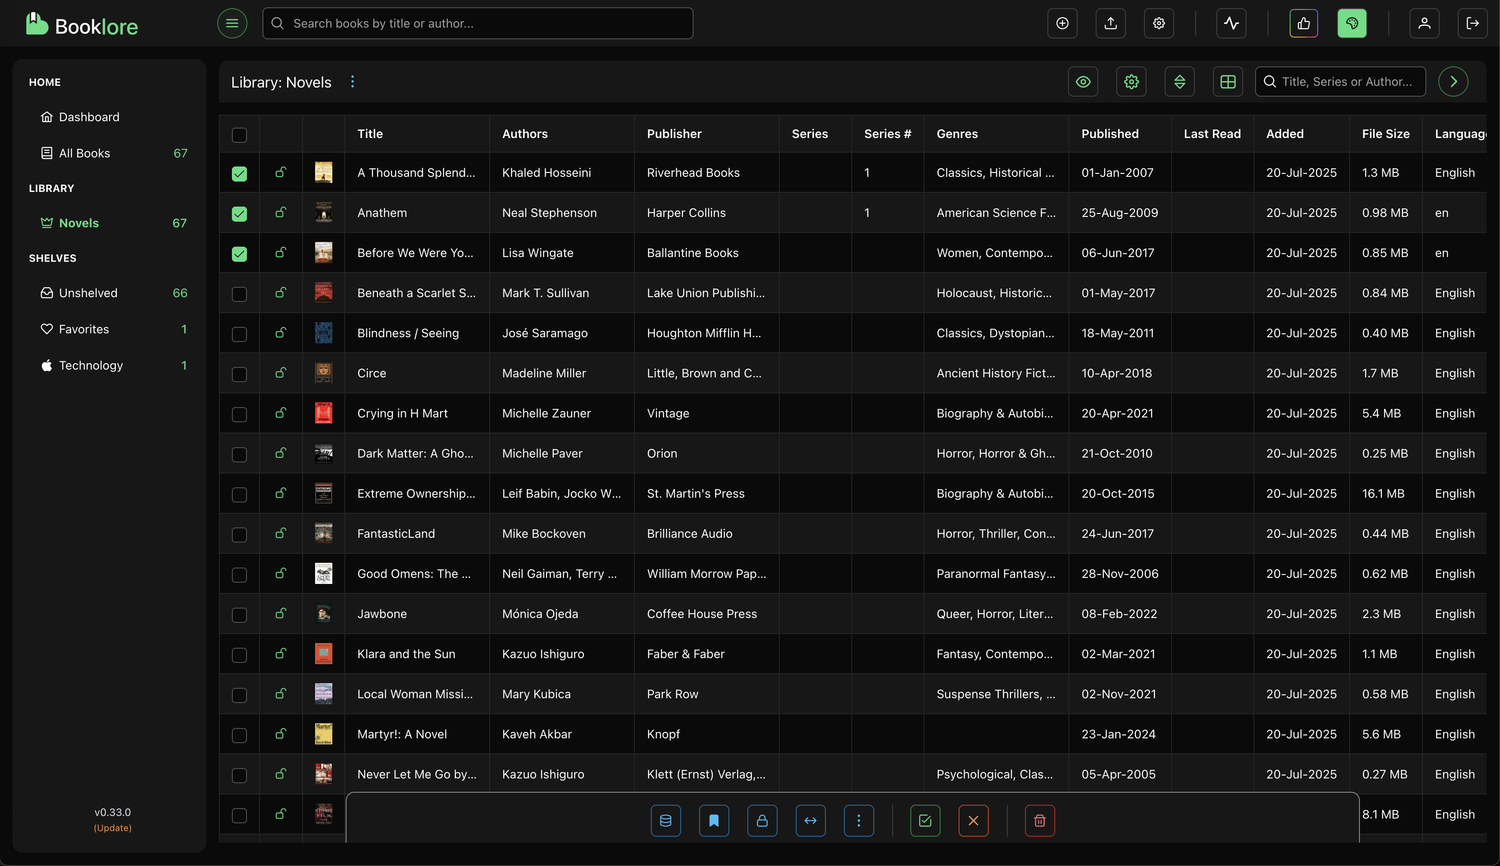 Booklore
Search books by title or author...
HOME
Dashboard
All Books 67
LIBRARY
Novels 67
SHELVES
Unshelved 66
Favorites 1
Technology 1
v0.33.0
(Update)
Library: Novels
Title, Series or Author...
Title Authors Publisher Series Series # Genres Published Last Read Added File Size Languag
A Thousand Splend... Khaled Hosseini Riverhead Books 1 Classics, Historical ... 01-Jan-2007 20-Jul-2025 1.3 MB English
Anathem Neal Stephenson Harper Collins 1 American Science F... 25-Aug-2009 20-Jul-2025 0.98 MB en
Before We Were Yo... Lisa Wingate Ballantine Books Women, Contempo... 06-Jun-2017 20-Jul-2025 0.85 MB en
Beneath a Scarlet S... Mark T. Sullivan Lake Union Publishi... Holocaust, Historic... 01-May-2017 20-Jul-2025 0.84 MB English
Blindness / Seeing José Saramago Houghton Mifflin H... Classics, Dystopian... 18-May-2011 20-Jul-2025 0.40 MB English
Circe Madeline Miller Little, Brown and C... Ancient History Fict... 10-Apr-2018 20-Jul-2025 1.7 MB English
Crying in H Mart Michelle Zauner Vintage Biography & Autobi... 20-Apr-2021 20-Jul-2025 5.4 MB English
Dark Matter: A Gho... Michelle Paver Orion Horror, Horror & Gh... 21-Oct-2010 20-Jul-2025 0.25 MB English
Extreme Ownership... Leif Babin, Jocko W... St. Martin's Press Biography & Autobi... 20-Oct-2015 20-Jul-2025 16.1 MB English
FantasticLand Mike Bockoven Brilliance Audio Horror, Thriller, Con... 24-Jun-2017 20-Jul-2025 0.44 MB English
Good Omens: The ... Neil Gaiman, Terry ... William Morrow Pap... Paranormal Fantasy... 28-Nov-2006 20-Jul-2025 0.62 MB English
Jawbone Mónica Ojeda Coffee House Press Queer, Horror, Liter... 08-Feb-2022 20-Jul-2025 2.3 MB English
Klara and the Sun Kazuo Ishiguro Faber & Faber Fantasy, Contempo... 02-Mar-2021 20-Jul-2025 1.1 MB English
Local Woman Missi... Mary Kubica Park Row Suspense Thrillers, ... 02-Nov-2021 20-Jul-2025 0.58 MB English
Martyr!: A Novel Kaveh Akbar Knopf 23-Jan-2024 20-Jul-2025 5.6 MB English
Never Let Me Go by... Kazuo Ishiguro Klett (Ernst) Verlag,... Psychological, Clas... 05-Apr-2005 20-Jul-2025 0.27 MB English
8.1 MB English